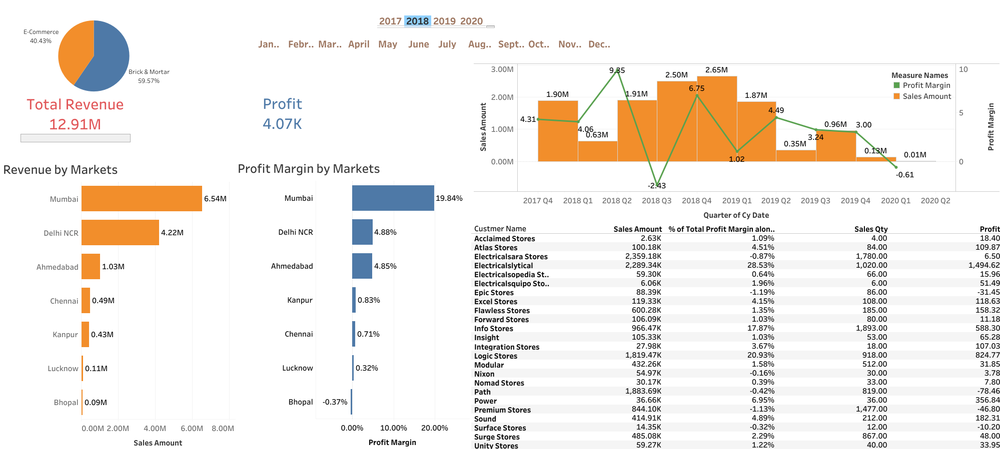 2017 2018 2019 2020
Jan.. Febr.. Mar.. April May June July Aug.. Sept.. Oct.. Nov.. Dec..
E-Commerce
40.43%
Brick & Mortar
59.57%
Total Revenue
12.91M
Profit
4.07K
Revenue by Markets
Mumbai 6.54M
Delhi NCR 4.22M
Ahmedabad 1.03M
Chennai 0.49M
Kanpur 0.43M
Lucknow 0.11M
Bhopal 0.09M
0.00M 2.00M 4.00M 6.00M 8.00M
Sales Amount
Profit Margin by Markets
Mumbai 19.84%
Delhi NCR 4.88%
Ahmedabad 4.85%
Kanpur 0.83%
Chennai 0.71%
Lucknow 0.32%
Bhopal -0.37%
0.00% 10.00% 20.00%
Profit Margin
Sales Amount
3.00M
2.00M
1.00M
0.00M
1.90M 0.63M 1.91M 2.50M 2.65M 1.87M 0.35M 0.96M 0.13M 0.01M
4.31 4.06 9.35 -2.43 6.75 1.02 4.49 3.24 3.00 -0.61
Measure Names
Profit Margin
Sales Amount
10
5
0
Profit Margin
2017 Q4 2018 Q1 2018 Q2 2018 Q3 2018 Q4 2019 Q1 2019 Q2 2019 Q3 2019 Q4 2020 Q1 2020 Q2
Quarter of Cy Date
Custmer Name Sales Amount % of Total Profit Margin alon.. Sales Qty Profit
Acclaimed Stores 2.63K 1.09% 4.00 18.40
Atlas Stores 100.18K 4.51% 84.00 109.87
Electricalsara Stores 2,359.18K -0.87% 1,780.00 6.50
Electricalslytical 2,289.34K 28.53% 1,020.00 1,494.62
Electricalsopedia St.. 59.30K 0.64% 66.00 15.96
Electricalsquipo Sto.. 6.06K 1.96% 6.00 51.49
Epic Stores 88.39K -1.19% 86.00 -31.45
Excel Stores 119.33K 4.15% 108.00 118.63
Flawless Stores 600.28K 1.35% 185.00 158.32
Forward Stores 106.09K 1.03% 80.00 11.18
Info Stores 966.47K 17.87% 1,893.00 588.30
Insight 105.33K 1.03% 53.00 65.28
Integration Stores 27.98K 3.67% 18.00 107.03
Logic Stores 1,819.47K 20.93% 918.00 824.77
Modular 432.26K 1.58% 512.00 31.85
Nixon 54.97K -0.16% 30.00 3.78
Nomad Stores 30.17K 0.39% 33.00 7.80
Path 1,883.69K -0.42% 819.00 -78.46
Power 36.66K 6.95% 36.00 356.84
Premium Stores 844.10K -1.13% 1,477.00 -46.80
Sound 414.91K 4.89% 212.00 182.31
Surface Stores 14.35K -0.32% 12.00 -10.20
Surge Stores 485.08K 2.29% 867.00 48.00
Unity Stores 59.27K 1.22% 40.00 33.95